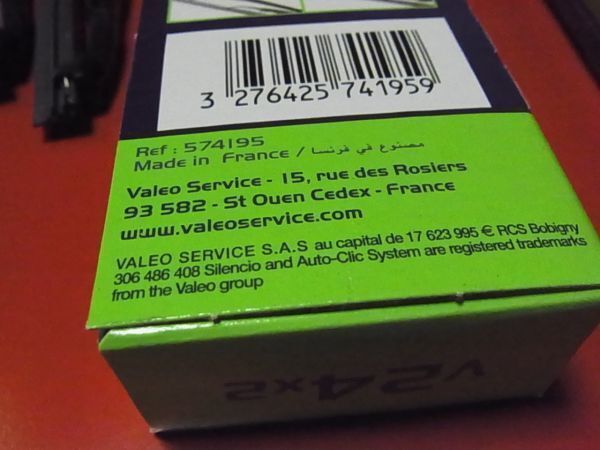 3 276425 741959
Ref : 574195
Made in France / مصنوع في فرنسا
Valeo Service - 15, rue des Rosiers
93 582 - St Ouen Cedex - France
www.valeoservice.com
VALEO SERVICE S.A.S au capital de 17 623 995 € RCS Bobigny
306 486 408 Silencio and Auto-Clic System are registered trademarks
from the Valeo group
V24x2